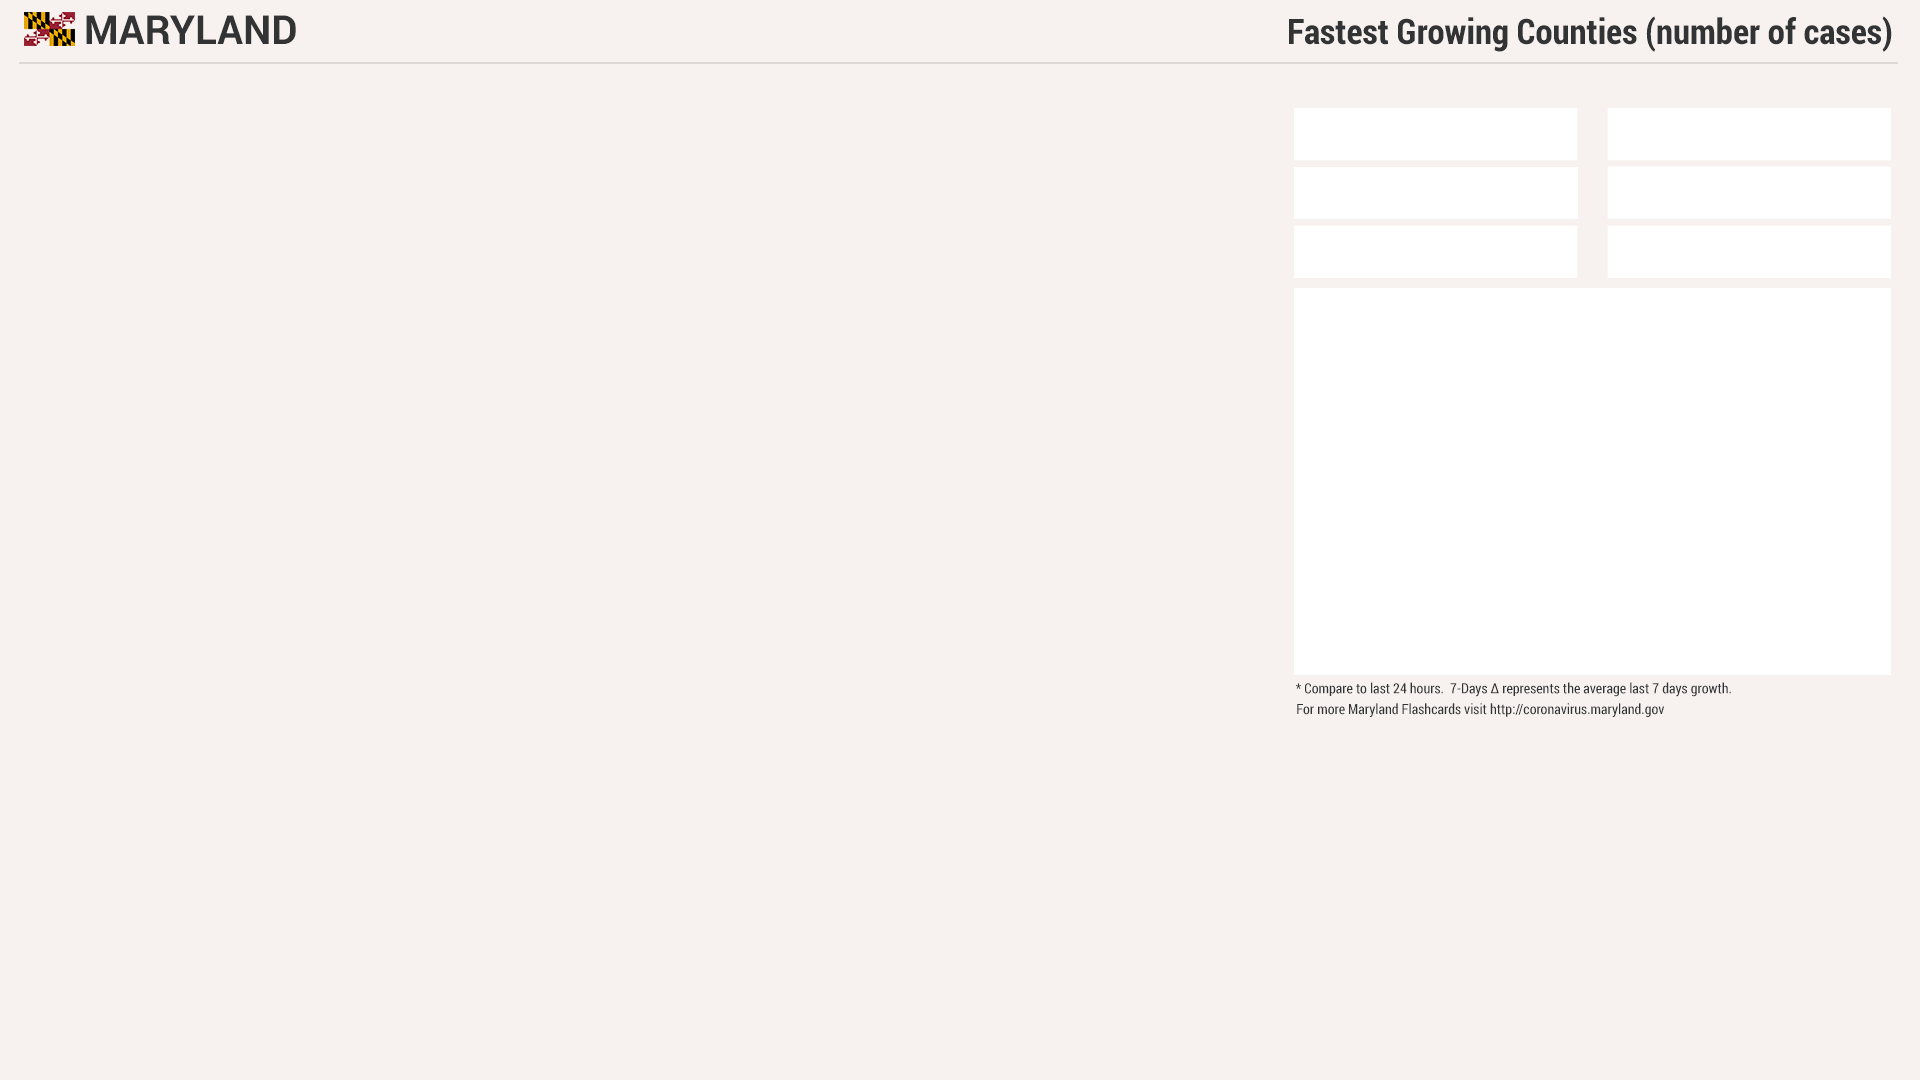 MARYLAND
Fastest Growing Counties (number of cases)
* Compare to last 24 hours.  7-Days Δ represents the average last 7 days growth.
For more Maryland Flashcards visit http://coronavirus.maryland.gov